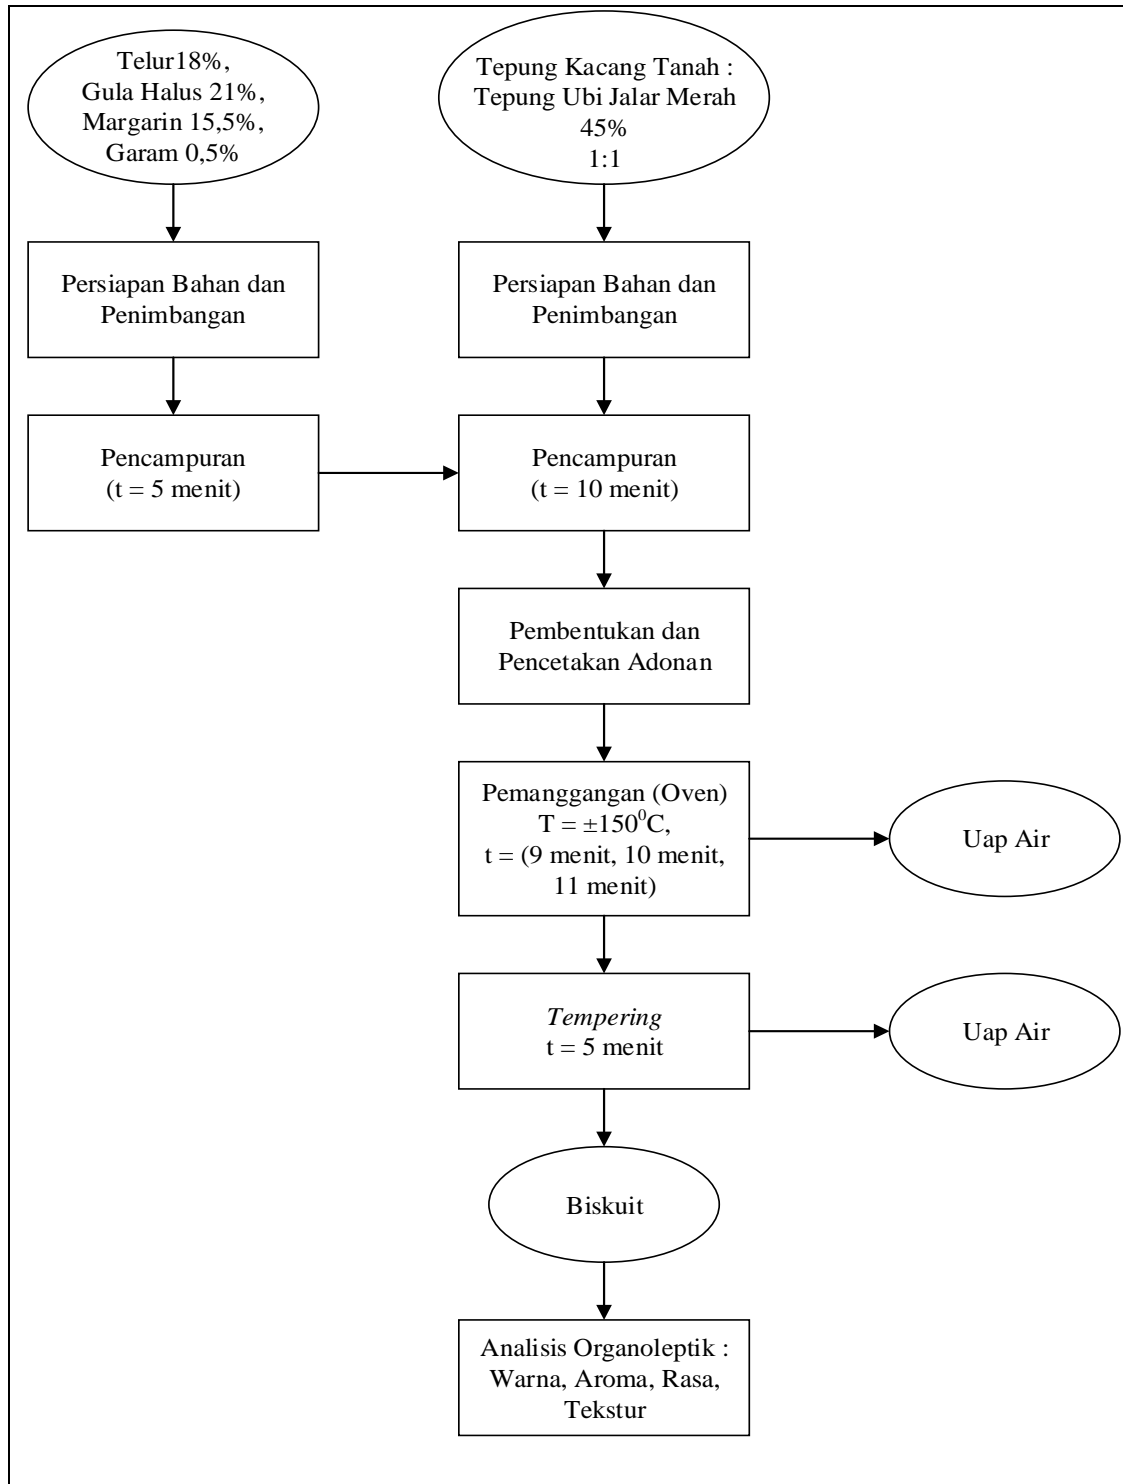 Telur18%,
Gula Halus 21%,
Margarin 15,5%,
Garam 0,5%
Tepung Kacang Tanah :
Tepung Ubi Jalar Merah
45%
1:1
Persiapan Bahan dan
Penimbangan
Persiapan Bahan dan
Penimbangan
Pencampuran
(t = 5 menit)
Pencampuran
(t = 10 menit)
Pembentukan dan
Pencetakan Adonan
Pemanggangan (Oven)
T = ±150⁰C,
t = (9 menit, 10 menit,
11 menit)
Uap Air
Tempering
t = 5 menit
Uap Air
Biskuit
Analisis Organoleptik :
Warna, Aroma, Rasa,
Tekstur